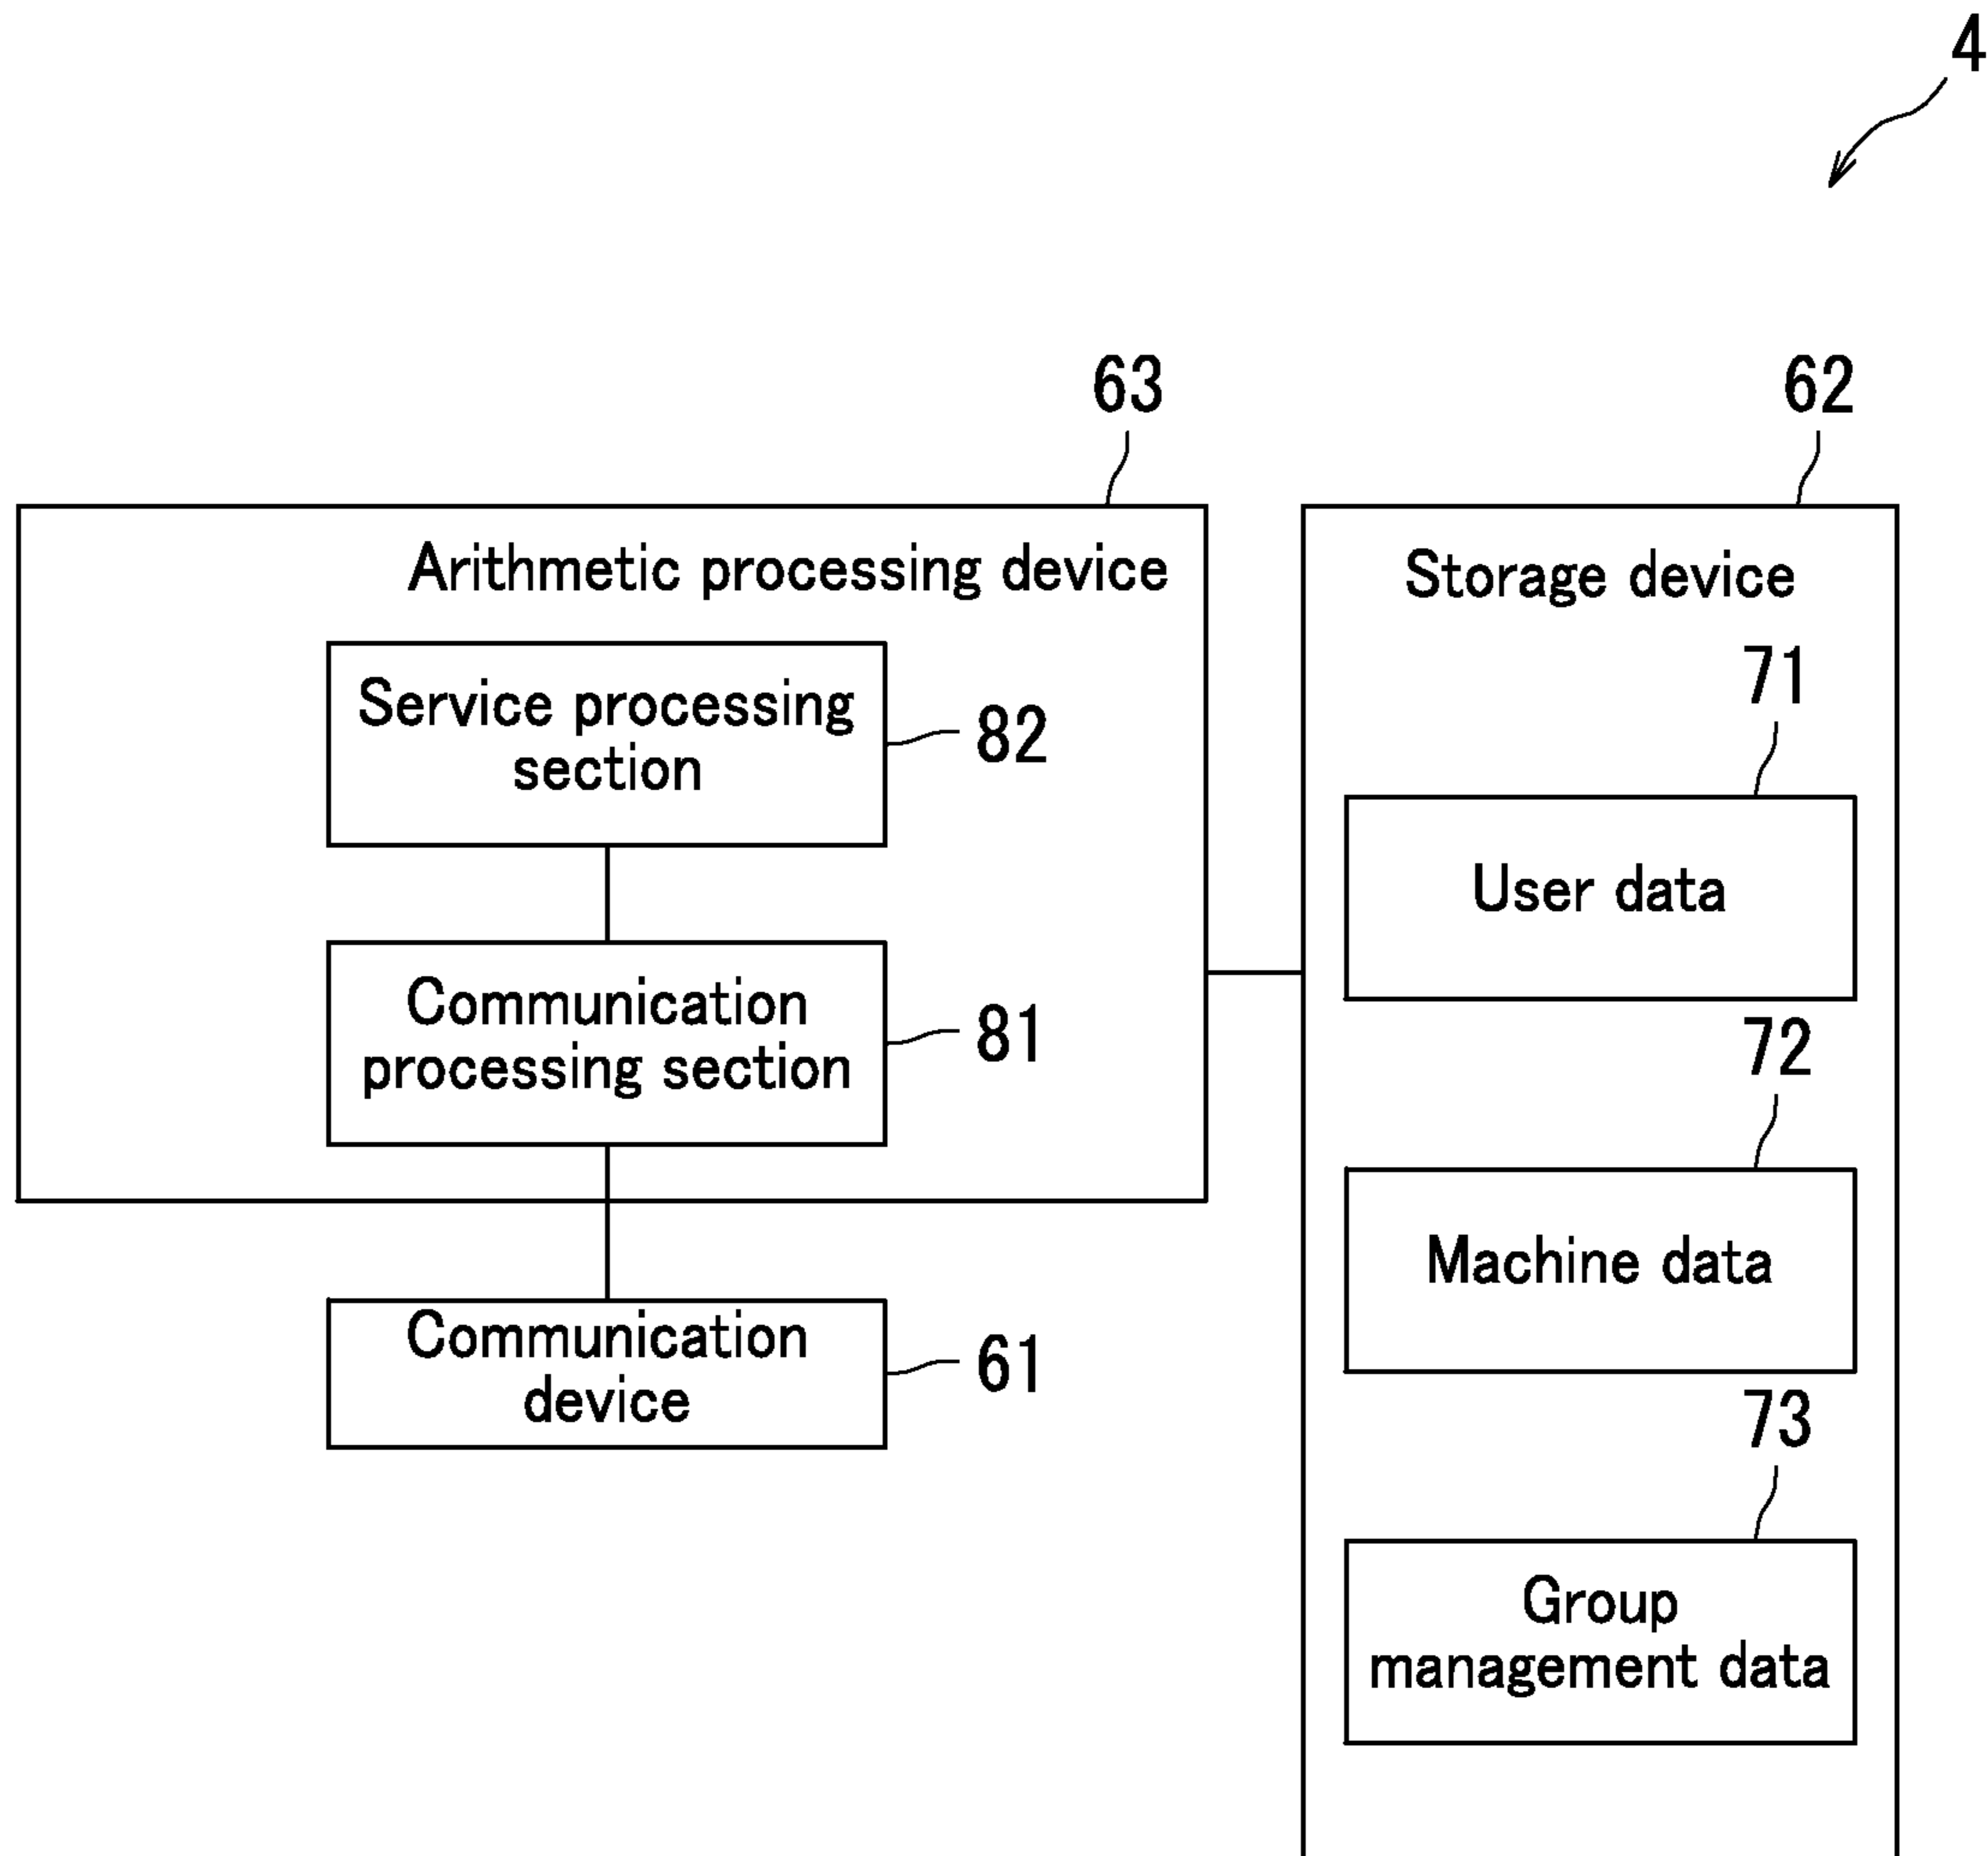 4
63
62
Arithmetic processing device
Storage device
Service processing
section
82
71
User data
Communication
processing section
81
72
Machine data
Communication
device
61
73
Group
management data